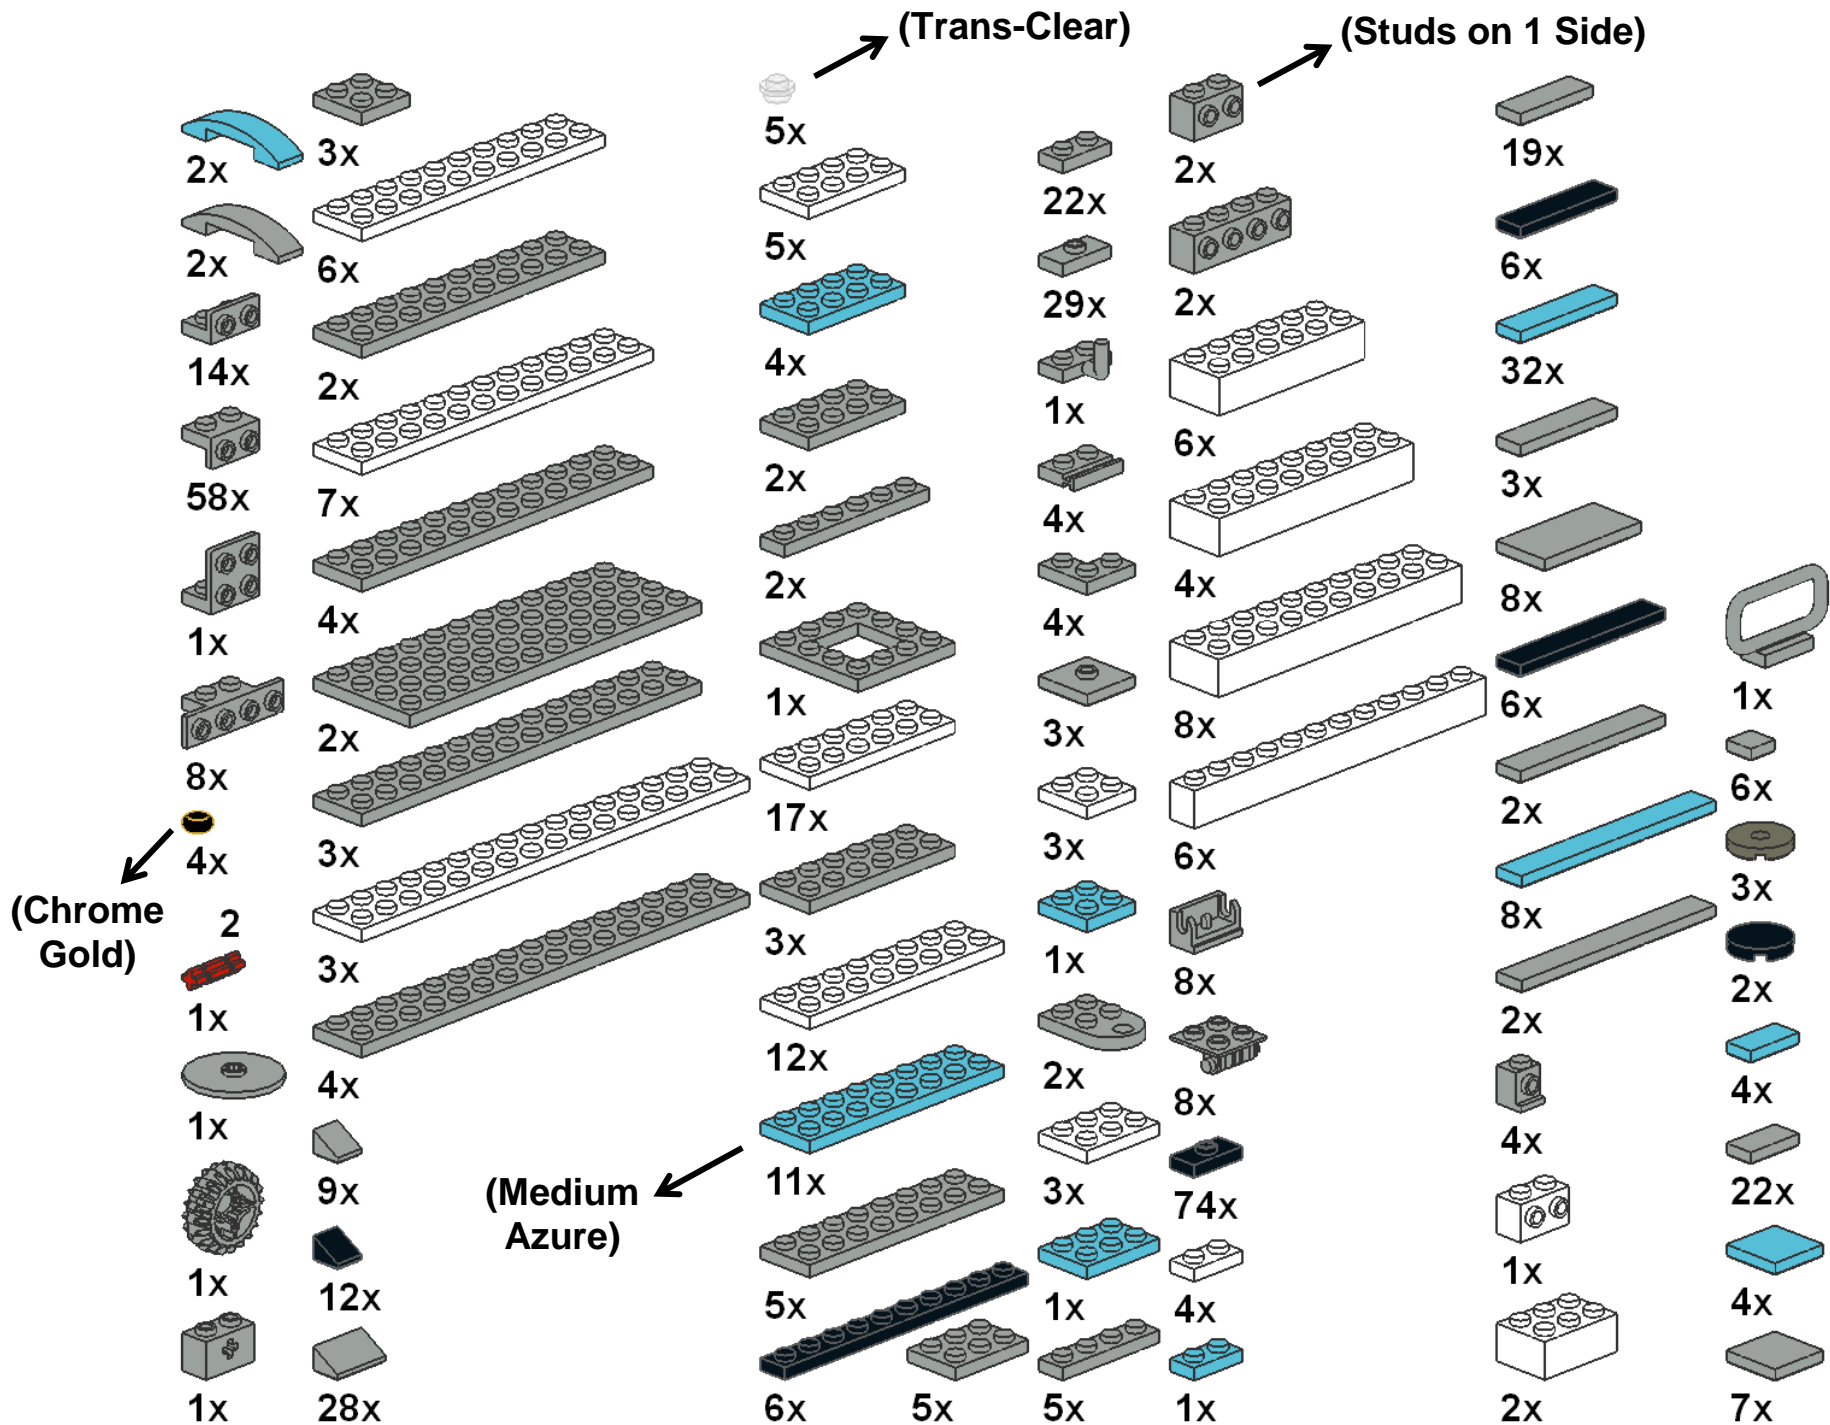 (Trans-Clear)
(Studs on 1 Side)
2x
2x
14x
58x
1x
8x
4x
(Chrome
Gold)
2
1x
1x
1x
1x
3x
6x
2x
7x
4x
2x
3x
3x
4x
9x
12x
28x
5x
5x
4x
2x
2x
1x
17x
3x
12x
11x
(Medium
Azure)
5x
6x
5x
22x
29x
1x
4x
4x
3x
3x
1x
2x
3x
1x
5x
2x
2x
6x
4x
8x
6x
8x
8x
74x
4x
1x
19x
6x
32x
3x
8x
6x
2x
8x
2x
4x
1x
2x
1x
6x
3x
2x
4x
22x
4x
7x